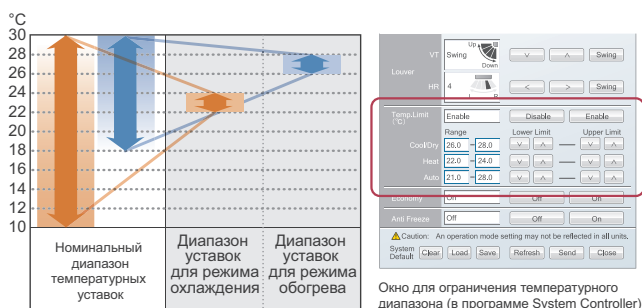 °C
30
28
26
24
22
20
18
16
14
12
10
Номинальный
диапазон
температурных
уставок
Диапазон
уставок
для режима
охлаждения
Диапазон
уставок
для режима
обогрева
VT Swing Up Down ∨ ∧ Swing
Louver
HR 4 L R < > Swing
Temp.Limit Enable Disable Enable
(°C)
Range Lower Limit Upper Limit
Cool/Dry 26.0 ~ 28.0 ∨ ∧ — ∨ ∧
Heat 22.0 ~ 24.0 ∨ ∧ — ∨ ∧
Auto 21.0 ~ 28.0 ∨ ∧ — ∨ ∧
Economy On Off On
Anti Freeze Off Off On
Caution: An operation mode setting may not be reflected in all units.
System Default Clear Load Save Refresh Send Close
Окно для ограничения температурного
диапазона (в программе System Controller)